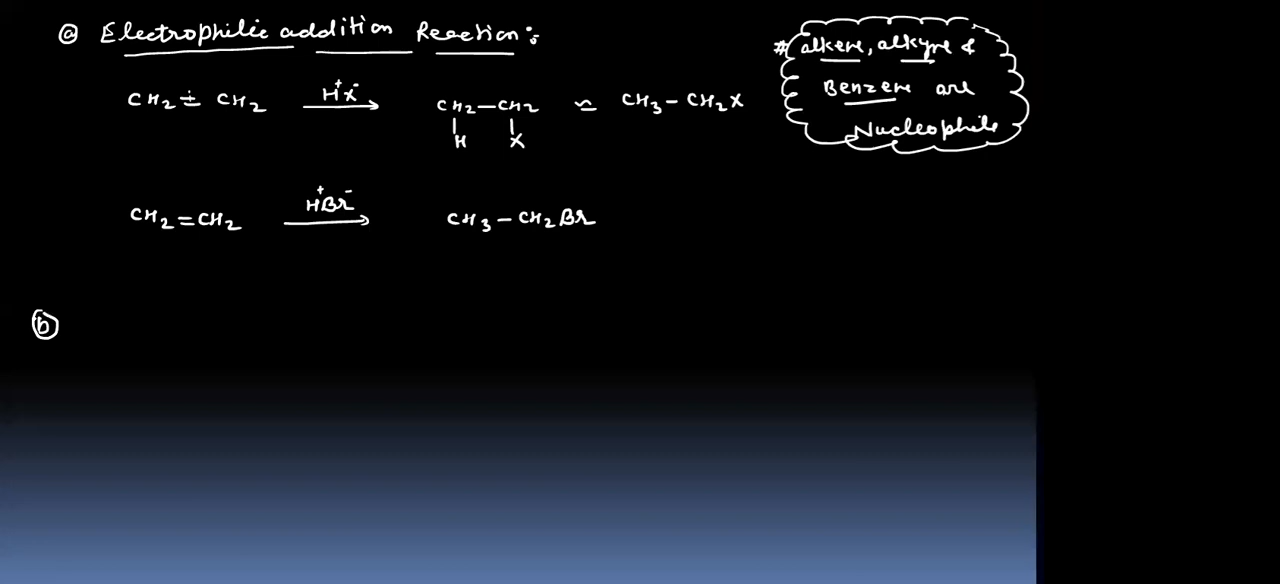 ⓐ Electrophilic addition Reaction :
CH₂ = CH₂ H⁺X⁻ → CH₂—CH₂ ≃ CH₃ — CH₂X
H X
CH₂ = CH₂ H⁺Br⁻ → CH₃ — CH₂Br
* alkene, alkyne &
Benzene are
Nucleophile
ⓑ